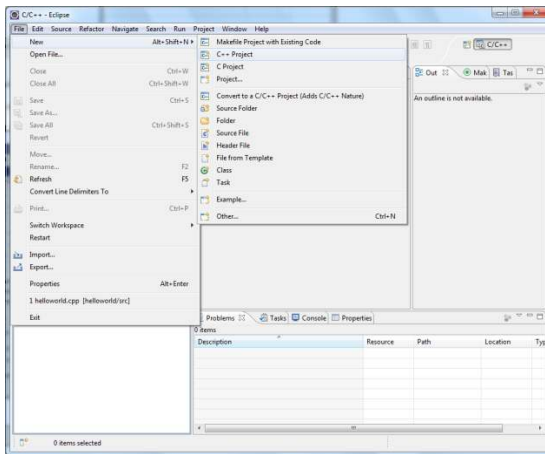 C/C++ - Eclipse
File Edit Source Refactor Navigate Search Run Project Window Help
New Alt+Shift+N
Open File...
Close Ctrl+W
Close All Ctrl+Shift+W
Save Ctrl+S
Save As...
Save All Ctrl+Shift+S
Revert
Move...
Rename... F2
Refresh F5
Convert Line Delimiters To
Print... Ctrl+P
Switch Workspace
Restart
Import...
Export...
Properties Alt+Enter
1 helloworld.cpp [helloworld/src]
Exit
Makefile Project with Existing Code
C++ Project
C Project
Project...
Convert to a C/C++ Project (Adds C/C++ Nature)
Source Folder
Folder
Source File
Header File
File from Template
Class
Task
Example...
Other... Ctrl+N
C/C++
Out Mak Tas
An outline is not available.
Problems Tasks Console Properties
0 items
Description Resource Path Location Typ
0 items selected